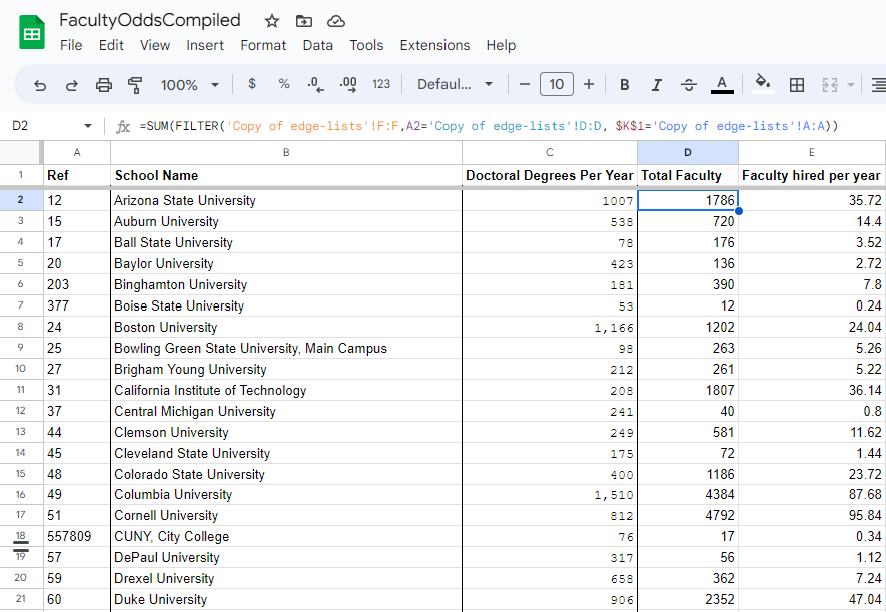 FacultyOddsCompiled
File Edit View Insert Format Data Tools Extensions Help
100% $ % .0 .00 123 Defaul... 10 B I S A
D2 fx =SUM(FILTER('Copy of edge-lists'!F:F,A2='Copy of edge-lists'!D:D, $K$1='Copy of edge-lists'!A:A))
A B C D E
1 Ref School Name Doctoral Degrees Per Year Total Faculty Faculty hired per year
2 12 Arizona State University 1007 1786 35.72
3 15 Auburn University 538 720 14.4
4 17 Ball State University 78 176 3.52
5 20 Baylor University 423 136 2.72
6 203 Binghamton University 181 390 7.8
7 377 Boise State University 53 12 0.24
8 24 Boston University 1,166 1202 24.04
9 25 Bowling Green State University, Main Campus 98 263 5.26
10 27 Brigham Young University 212 261 5.22
11 31 California Institute of Technology 208 1807 36.14
12 37 Central Michigan University 241 40 0.8
13 44 Clemson University 249 581 11.62
14 45 Cleveland State University 175 72 1.44
15 48 Colorado State University 400 1186 23.72
16 49 Columbia University 1,510 4384 87.68
17 51 Cornell University 812 4792 95.84
18 557809 CUNY, City College 76 17 0.34
19 57 DePaul University 317 56 1.12
20 59 Drexel University 658 362 7.24
21 60 Duke University 906 2352 47.04